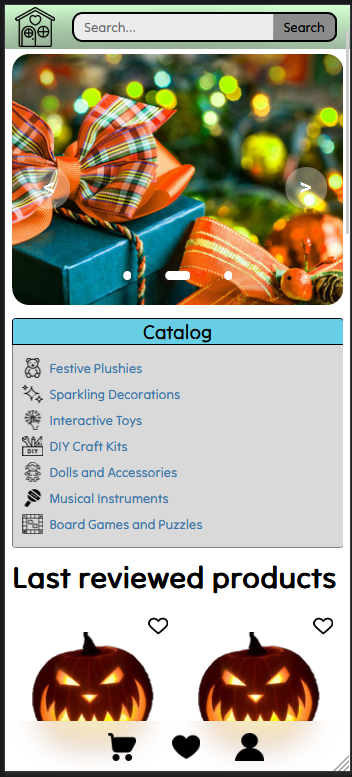 Search...
Search
<
>
Catalog
Festive Plushies
Sparkling Decorations
Interactive Toys
DIY
DIY Craft Kits
Dolls and Accessories
Musical Instruments
Board Games and Puzzles
Last reviewed products